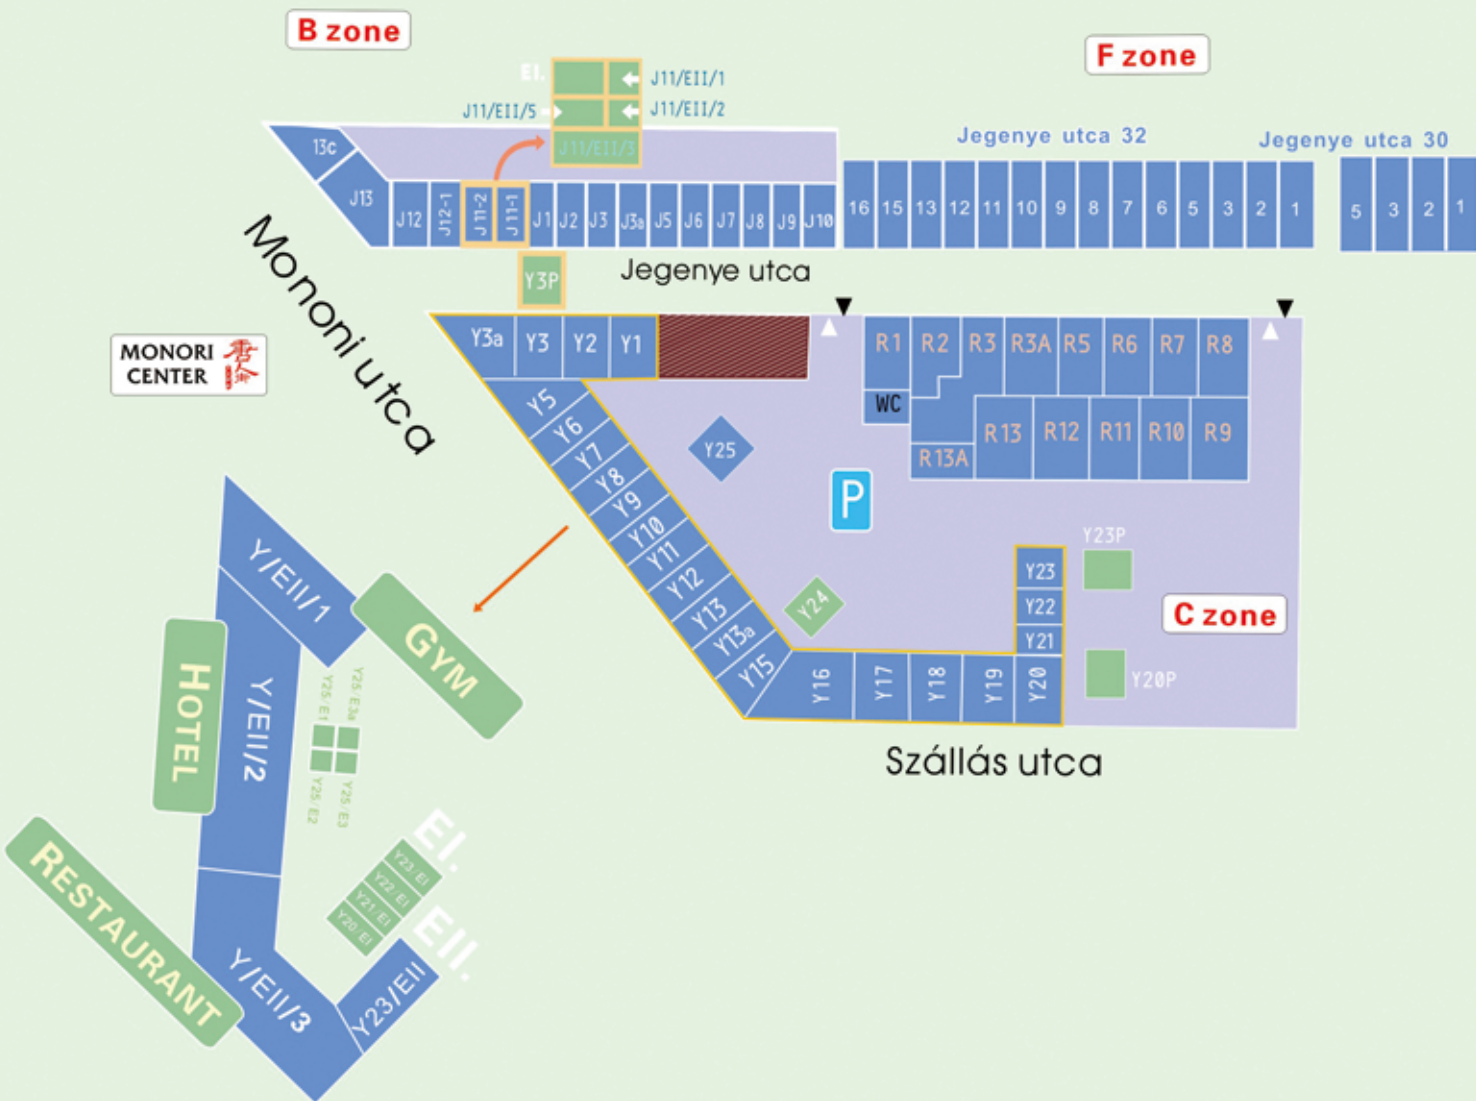 B zone
F zone
EI.
J11/EII/1
J11/EII/5
J11/EII/2
J11/EII/3
Jegenye utca 32
Jegenye utca 30
13c
J13
J12
J12-1
J11-2
J11-1
J1
J2
J3
J3a
J5
J6
J7
J8
J9
J10
16
15
13
12
11
10
9
8
7
6
5
3
2
1
5
3
2
1
Mononi utca
Y3P
Jegenye utca
MONORI
CENTER
Y3a
Y3
Y2
Y1
R1
R2
R3
R3A
R5
R6
R7
R8
WC
R13A
R13
R12
R11
R10
R9
Y5
Y6
Y7
Y8
Y9
Y10
Y11
Y12
Y13
Y13a
Y15
Y25
P
Y24
Y23P
Y23
Y22
Y21
C zone
Y20P
Y16
Y17
Y18
Y19
Y20
Szállás utca
Y/EII/1
GYM
HOTEL
Y/EII/2
Y25/E1
Y25/E3a
Y25/E2
Y25/E3
RESTAURANT
Y/EII/3
EI.
Y23/EI
Y22/EI
Y21/EI
Y20/EI
EII.
Y23/EII